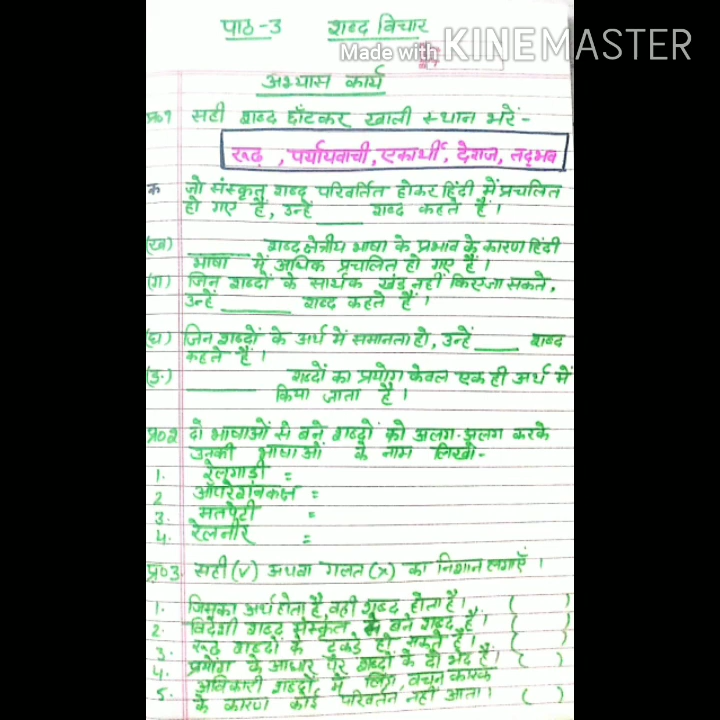 पाठ-3 शब्द विचार
Made with KINEMASTER
अभ्यास कार्य
प्र०१ सही शब्द छाँटकर खाली स्थान भरें-
रूढ़, पर्यायवाची, एकार्थी, देशज, तद्भव
क जो संस्कृत शब्द परिवर्तित होकर हिंदी में प्रचलित
हो गए हैं, उन्हें ____ शब्द कहते हैं।
(ख) ____ शब्द क्षेत्रीय भाषा के प्रभाव के कारण हिंदी
भाषा में अधिक प्रचलित हो गए हैं।
(ग) जिन शब्दों के सार्थक खंड नहीं किए जा सकते,
उन्हें ____ शब्द कहते हैं।
(घ) जिन शब्दों के अर्थ में समानता हो, उन्हें ____ शब्द
कहते हैं।
(ङ) ____ शब्दों का प्रयोग केवल एक ही अर्थ में
किया जाता है।
प्र०2 दो भाषाओं से बने शब्दों को अलग-अलग करके
उनकी भाषाओं के नाम लिखो-
1. रेलगाड़ी =
2 ऑपरेशनकक्ष =
3. मतपेटी =
4. रेलनीर =
प्र०3. सही (√) अथवा गलत (×) का निशान लगाएँ।
1. जिसका अर्थ होता है, वही शब्द होता है। ( )
2. विदेशी शब्द संस्कृत से बने शब्द हैं। ( )
3. रूढ़ शब्दों के टुकड़े हो सकते हैं। ( )
4. प्रयोग के आधार पर शब्दों के दो भेद हैं। ( )
5. अविकारी शब्दों में लिंग, वचन कारक
के कारण कोई परिवर्तन नहीं आता। ( )